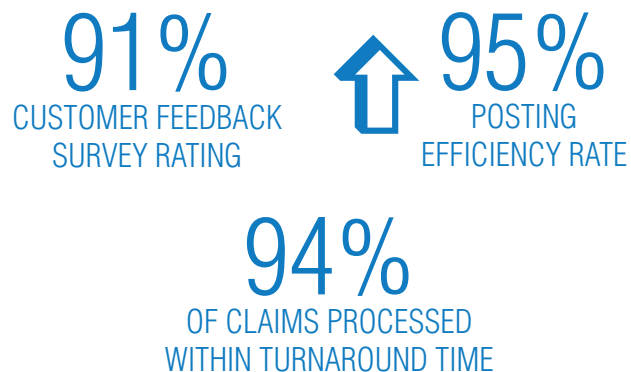 91%
CUSTOMER FEEDBACK
SURVEY RATING
95%
POSTING
EFFICIENCY RATE
94%
OF CLAIMS PROCESSED
WITHIN TURNAROUND TIME